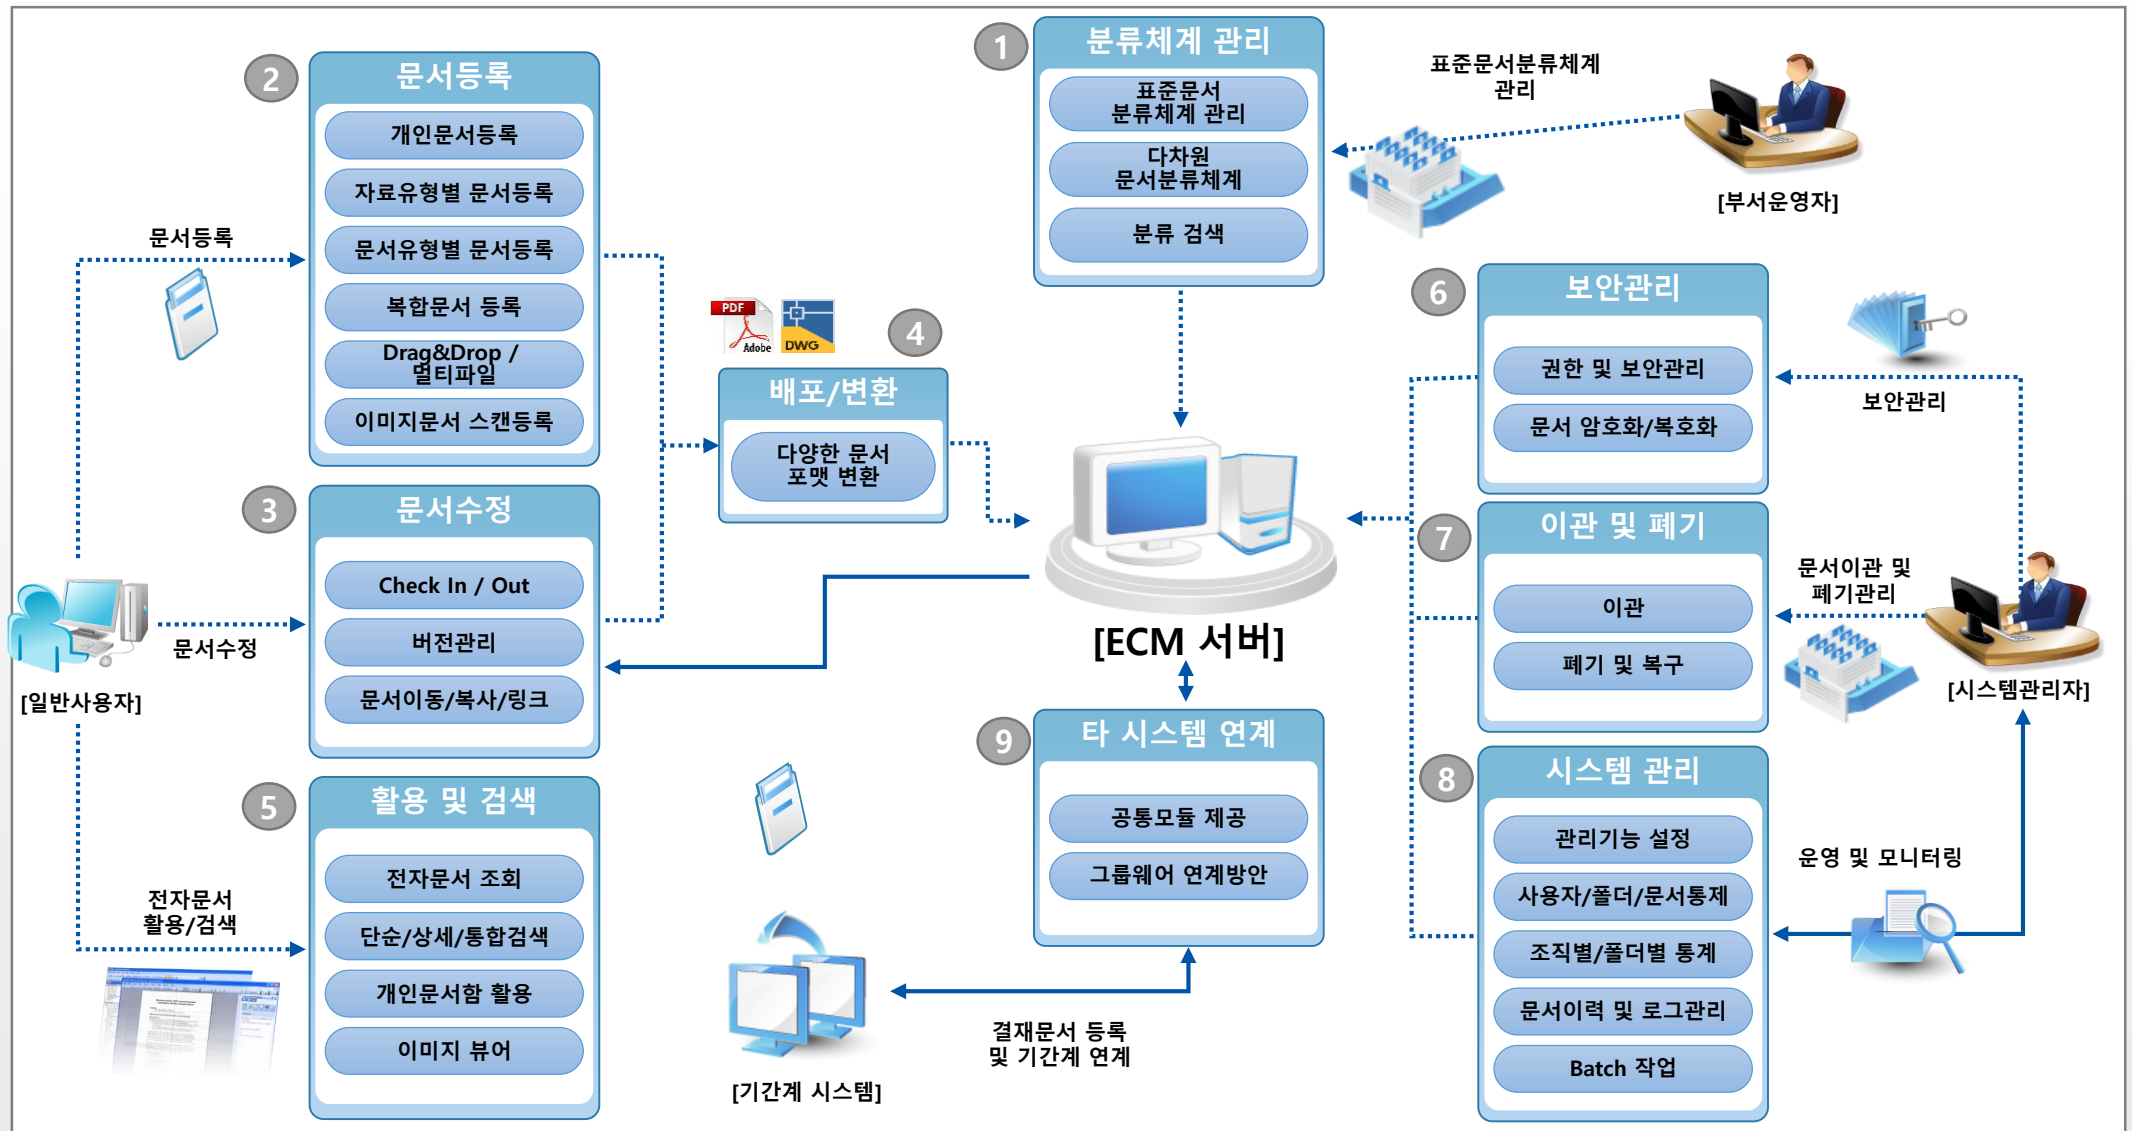 1
분류체계 관리
표준문서
분류체계 관리
다차원
문서분류체계
분류 검색
표준문서분류체계
관리
[부서운영자]
2
문서등록
개인문서등록
자료유형별 문서등록
문서유형별 문서등록
복합문서 등록
Drag&Drop /
멀티파일
이미지문서 스캔등록
문서등록
3
문서수정
Check In / Out
버전관리
문서이동/복사/링크
문서수정
[일반사용자]
PDF
Adobe
DWG
4
배포/변환
다양한 문서
포맷 변환
[ECM 서버]
5
활용 및 검색
전자문서 조회
단순/상세/통합검색
개인문서함 활용
이미지 뷰어
전자문서
활용/검색
6
보안관리
권한 및 보안관리
문서 암호화/복호화
보안관리
7
이관 및 폐기
이관
폐기 및 복구
문서이관 및
폐기관리
[시스템관리자]
8
시스템 관리
관리기능 설정
사용자/폴더/문서통제
조직별/폴더별 통계
문서이력 및 로그관리
Batch 작업
운영 및 모니터링
9
타 시스템 연계
공통모듈 제공
그룹웨어 연계방안
결재문서 등록
및 기간계 연계
[기간계 시스템]